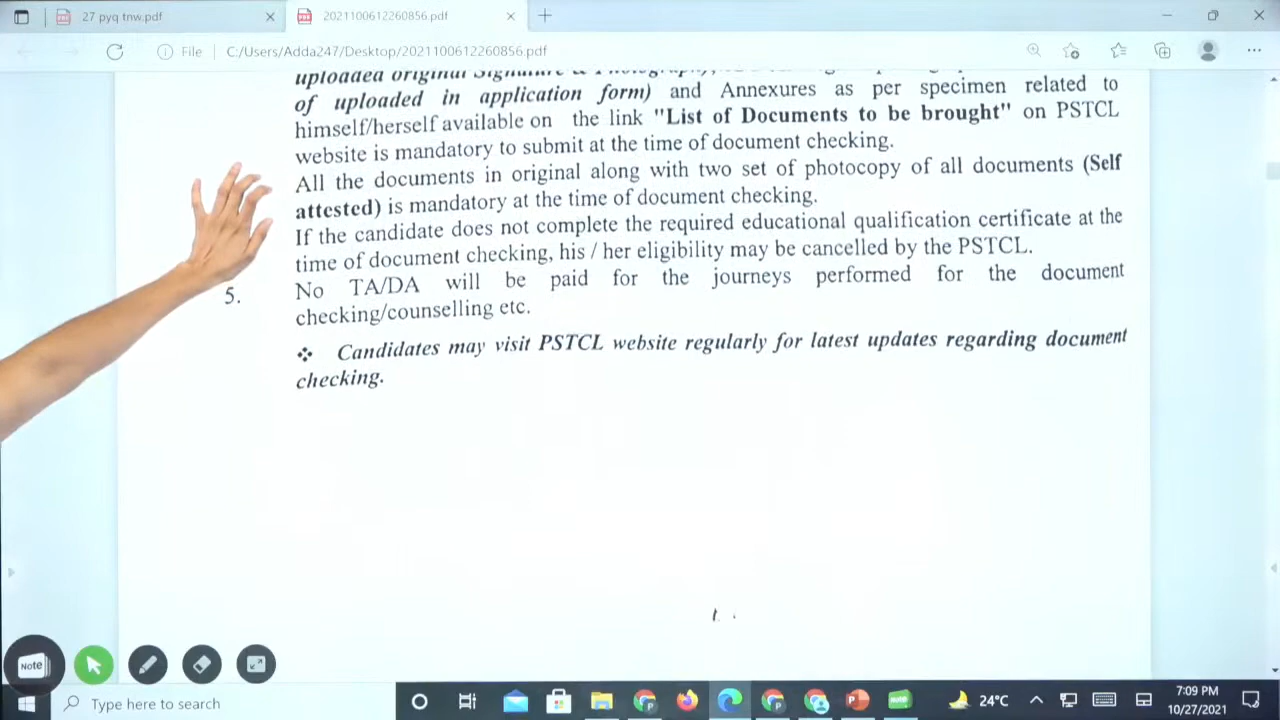 27 pyq tnw.pdf
2021100612260856.pdf
File
C:/Users/Adda247/Desktop/2021100612260856.pdf
uploaded original Signature &
of uploaded in application form) and Annexures as per specimen related to
himself/herself available on the link "List of Documents to be brought" on PSTCL
website is mandatory to submit at the time of document checking.
All the documents in original along with two set of photocopy of all documents (Self
attested) is mandatory at the time of document checking.
If the candidate does not complete the required educational qualification certificate at the
time of document checking, his / her eligibility may be cancelled by the PSTCL.
5. No TA/DA will be paid for the journeys performed for the document
checking/counselling etc.
❖ Candidates may visit PSTCL website regularly for latest updates regarding document
checking.
Note
Type here to search
24°C
7:09 PM
10/27/2021